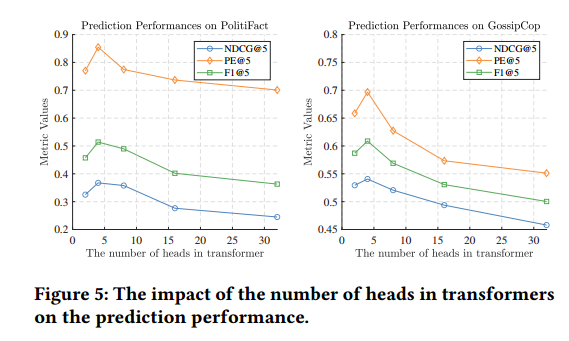 Prediction Performances on PolitiFact
0.9
0.8
0.7
0.6
0.5
0.4
0.3
0.2
Metric Values
NDCG@5
PE@5
F1@5
0 5 10 15 20 25 30
The number of heads in transformer
Prediction Performances on GossipCop
0.8
0.75
0.7
0.65
0.6
0.55
0.5
0.45
Metric Values
NDCG@5
PE@5
F1@5
0 5 10 15 20 25 30
The number of heads in transformer
Figure 5: The impact of the number of heads in transformers
on the prediction performance.